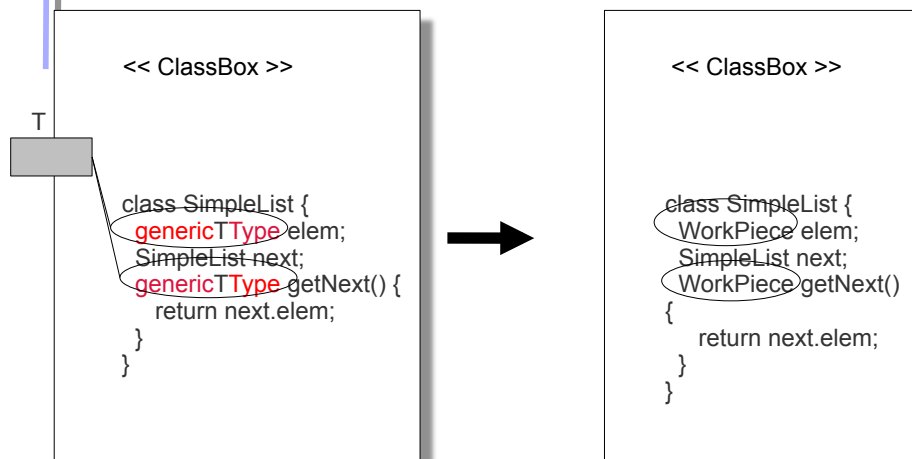 << ClassBox >>
T
class SimpleList {
genericTType elem;
SimpleList next;
genericTType getNext() {
return next.elem;
}
}
<< ClassBox >>
class SimpleList {
WorkPiece elem;
SimpleList next;
WorkPiece getNext()
{
return next.elem;
}
}